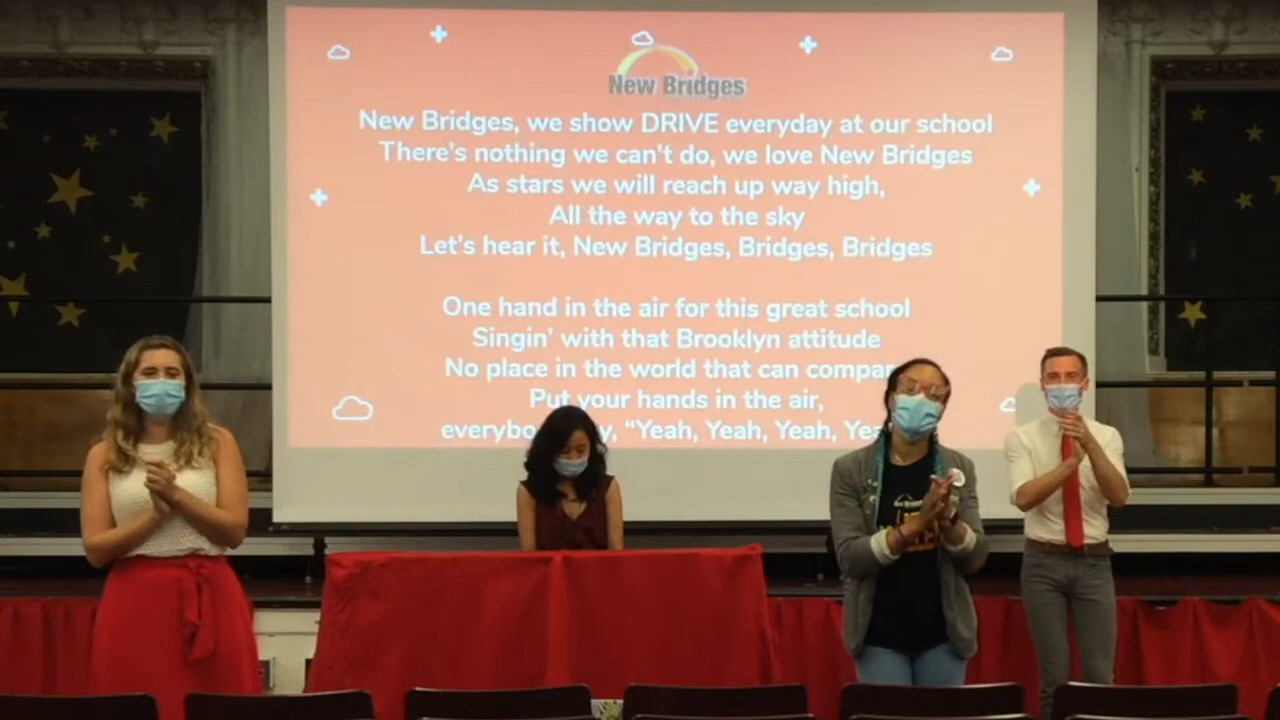 New Bridges
New Bridges, we show DRIVE everyday at our school
There's nothing we can't do, we love New Bridges
As stars we will reach up way high,
All the way to the sky
Let's hear it, New Bridges, Bridges, Bridges
One hand in the air for this great school
Singin' with that Brooklyn attitude
No place in the world that can compar
Put your hands in the air,
everybo y, "Yeah, Yeah, Yeah, Yea